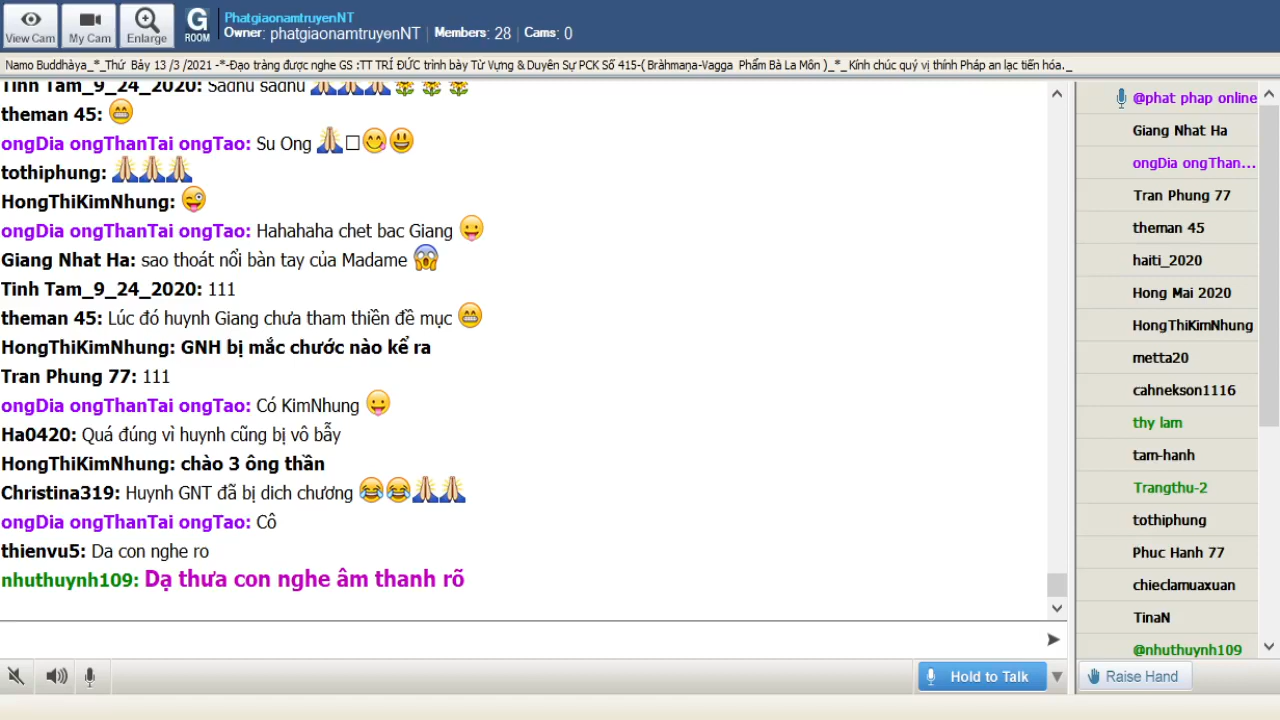 View Cam
My Cam
Enlarge
G
ROOM
PhatgiaonamtruyenNT
Owner: phatgiaonamtruyenNT | Members: 28 | Cams: 0
Namo Buddhàya_*_Thứ Bảy 13 /3 /2021 -*-Đạo tràng được nghe GS :TT TRÍ ĐỨC trình bày Từ Vựng & Duyên Sự PCK Số 415-( Bràhmaṇa-Vagga Phẩm Bà La Môn )_*_ Kính chúc quý vị thính Pháp an lạc tiến hóa._
Tinh Tam_9_24_2020: Sadhu sadhu 🙏🙏🙏🌻🌻🌻
theman 45: 😁
ongDia ongThanTai ongTao: Su Ong 🙏□😋😃
tothiphung: 🙏🙏🙏
HongThiKimNhung: 😜
ongDia ongThanTai ongTao: Hahahaha chet bac Giang 😛
Giang Nhat Ha: sao thoát nổi bàn tay của Madame 😱
Tinh Tam_9_24_2020: 111
theman 45: Lúc đó huynh Giang chưa tham thiền đề mục 😁
HongThiKimNhung: GNH bị mắc chước nào kể ra
Tran Phung 77: 111
ongDia ongThanTai ongTao: Có KimNhung 😛
Ha0420: Quá đúng vì huynh cũng bị vô bẫy
HongThiKimNhung: chào 3 ông thần
Christina319: Huynh GNT đã bị dich chương 😂😂🙏🙏
ongDia ongThanTai ongTao: Cô
thienvu5: Da con nghe ro
nhuthuynh109: Dạ thưa con nghe âm thanh rõ
@phat phap online
Giang Nhat Ha
ongDia ongThan...
Tran Phung 77
theman 45
haiti_2020
Hong Mai 2020
HongThiKimNhung
metta20
cahnekson1116
thy lam
tam-hanh
Trangthu-2
tothiphung
Phuc Hanh 77
chieclamuaxuan
TinaN
@nhuthuynh109
Hold to Talk
Raise Hand